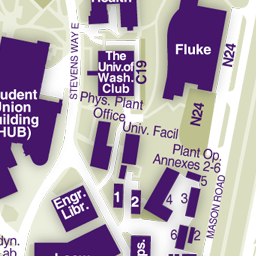 Health
STEVENS WAY E
The
Univ.of
Wash.
Club
C19
Fluke
N24
Phys. Plant
Office
N24
Univ. Facil
Student
Union
Building
(HUB)
Plant Op.
Annexes 2-6
5
Engr.
Libr.
1
2
4
3
6
2
MASON ROAD